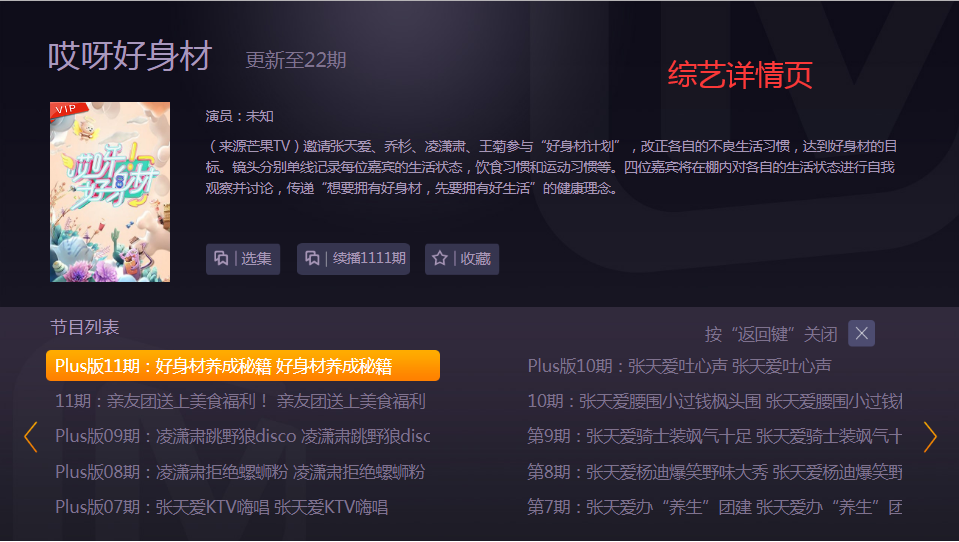 哎呀好身材 更新至22期
综艺详情页
VIP
哎呀好身材
演员：未知
（来源芒果TV）邀请张天爱、乔杉、凌潇肃、王菊参与“好身材计划”，改正各自的不良生活习惯，达到好身材的目
标。镜头分别单线记录每位嘉宾的生活状态，饮食习惯和运动习惯等。四位嘉宾将在棚内对各自的生活状态进行自我
观察并讨论，传递“想要拥有好身材，先要拥有好生活”的健康理念。
选集 续播1111期 收藏
节目列表
按“返回键”关闭
Plus版11期：好身材养成秘籍 好身材养成秘籍
Plus版10期：张天爱吐心声 张天爱吐心声
11期：亲友团送上美食福利！ 亲友团送上美食福利
10期：张天爱腰围小过钱枫头围 张天爱腰围小过钱
Plus版09期：凌潇肃跳野狼disco 凌潇肃跳野狼disc
第9期：张天爱骑士装飒气十足 张天爱骑士装飒气十
Plus版08期：凌潇肃拒绝螺蛳粉 凌潇肃拒绝螺蛳粉
第8期：张天爱杨迪爆笑野味大秀 张天爱杨迪爆笑野
Plus版07期：张天爱KTV嗨唱 张天爱KTV嗨唱
第7期：张天爱办“养生”团建 张天爱办“养生”团